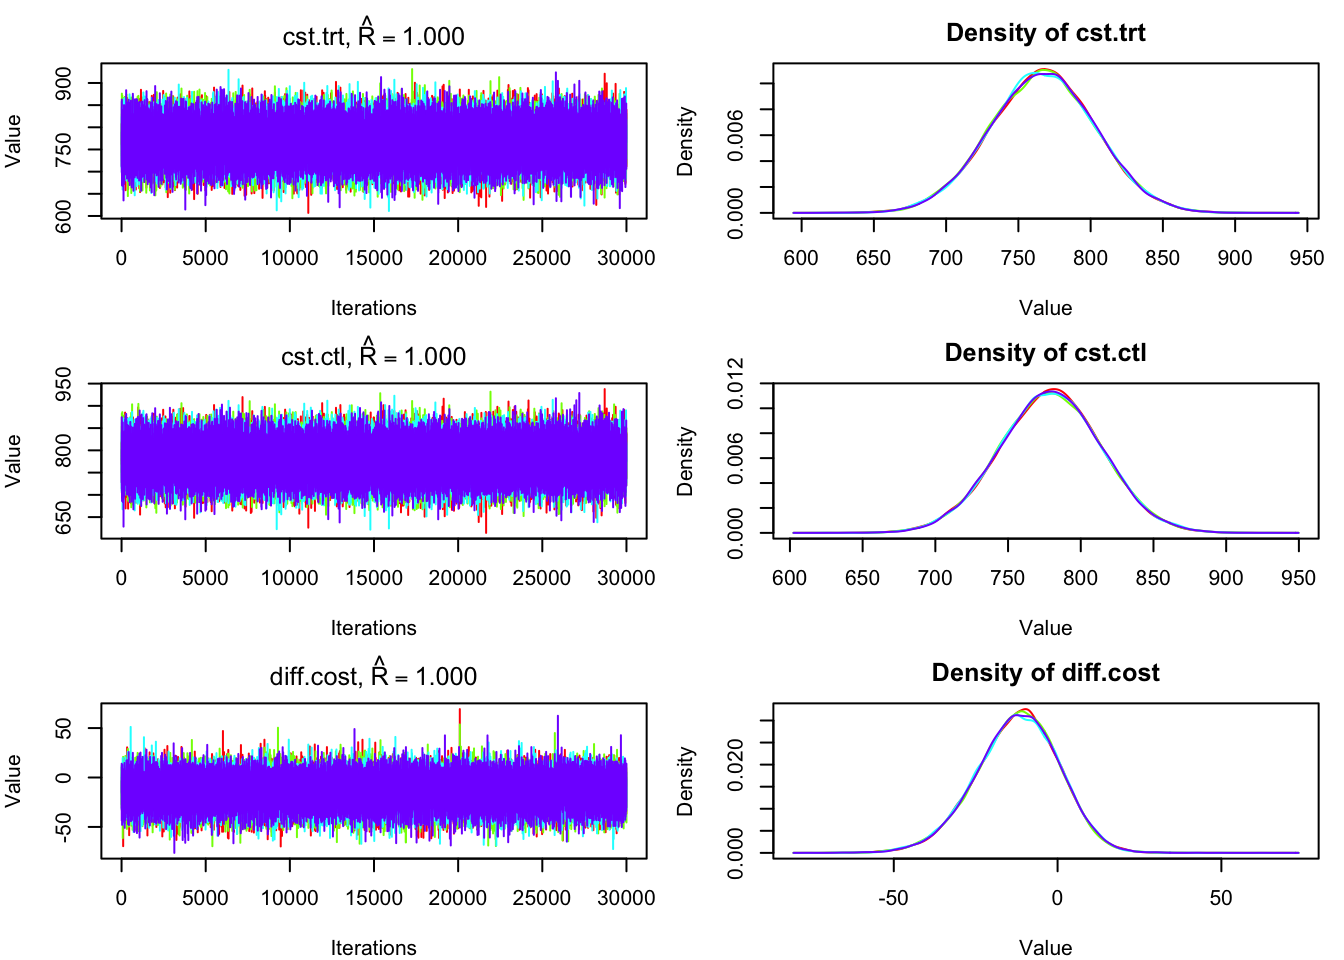 cst.trt, R̂ = 1.000
Value
600 750 900
0 5000 10000 15000 20000 25000 30000
Iterations
Density of cst.trt
Density
0.000 0.006
600 650 700 750 800 850 900 950
Value
cst.ctl, R̂ = 1.000
Value
650 800 950
0 5000 10000 15000 20000 25000 30000
Iterations
Density of cst.ctl
Density
0.000 0.006 0.012
600 650 700 750 800 850 900 950
Value
diff.cost, R̂ = 1.000
Value
-50 0 50
0 5000 10000 15000 20000 25000 30000
Iterations
Density of diff.cost
Density
0.000 0.020
-50 0 50
Value